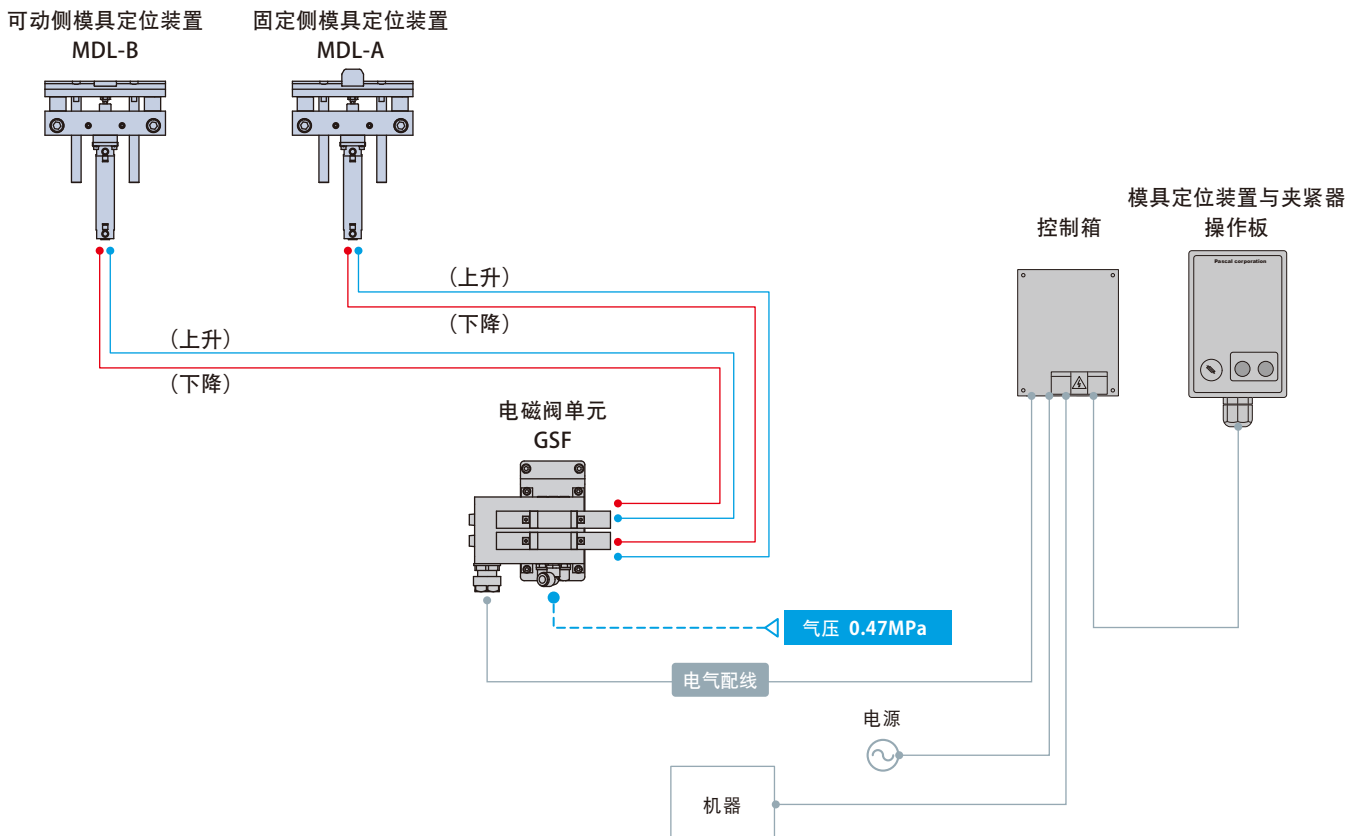 可动侧模具定位装置
MDL-B
固定侧模具定位装置
MDL-A
模具定位装置与夹紧器
操作板
控制箱
Pascal corporation
（上升）
（下降）
（上升）
（下降）
电磁阀单元
GSF
气压 0.47MPa
电气配线
电源
机器